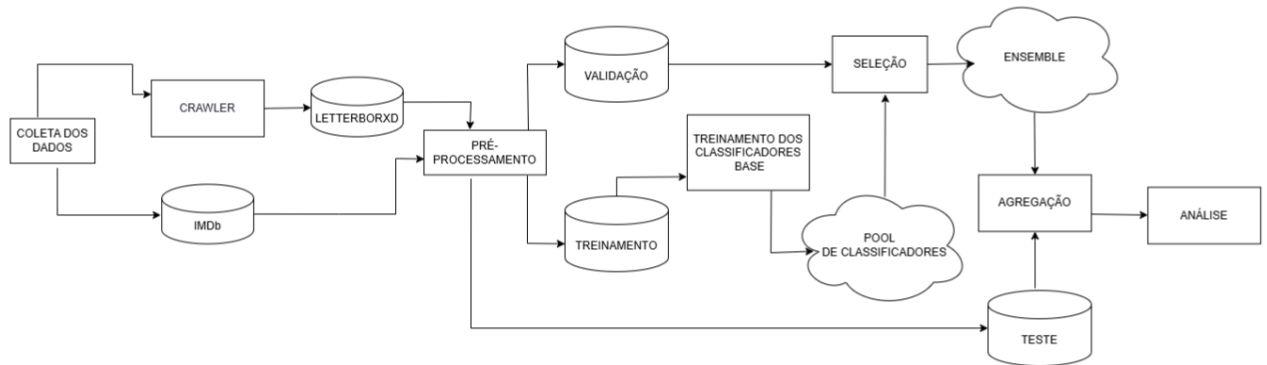 COLETA DOS
DADOS
CRAWLER
LETTERBORXD
IMDb
PRÉ-
PROCESSAMENTO
VALIDAÇÃO
TREINAMENTO
TREINAMENTO DOS
CLASSIFICADORES
BASE
POOL
DE CLASSIFICADORES
SELEÇÃO
ENSEMBLE
AGREGAÇÃO
TESTE
ANÁLISE